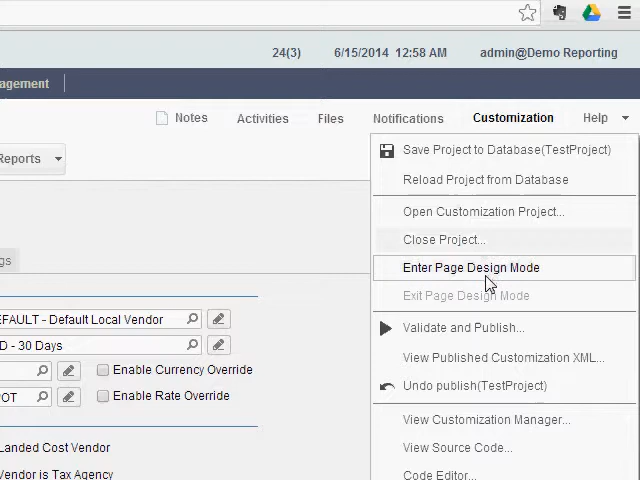 24(3) 6/15/2014 12:58 AM admin@Demo Reporting
agement
Notes Activities Files Notifications Customization Help
Reports
Save Project to Database(TestProject)
Reload Project from Database
Open Customization Project...
Close Project...
gs
Enter Page Design Mode
Exit Page Design Mode
EFAULT - Default Local Vendor
Validate and Publish...
D - 30 Days
View Published Customization XML...
Enable Currency Override
Undo publish(TestProject)
OT
Enable Rate Override
View Customization Manager...
Landed Cost Vendor
View Source Code...
Vendor is Tax Agency
Code Editor...